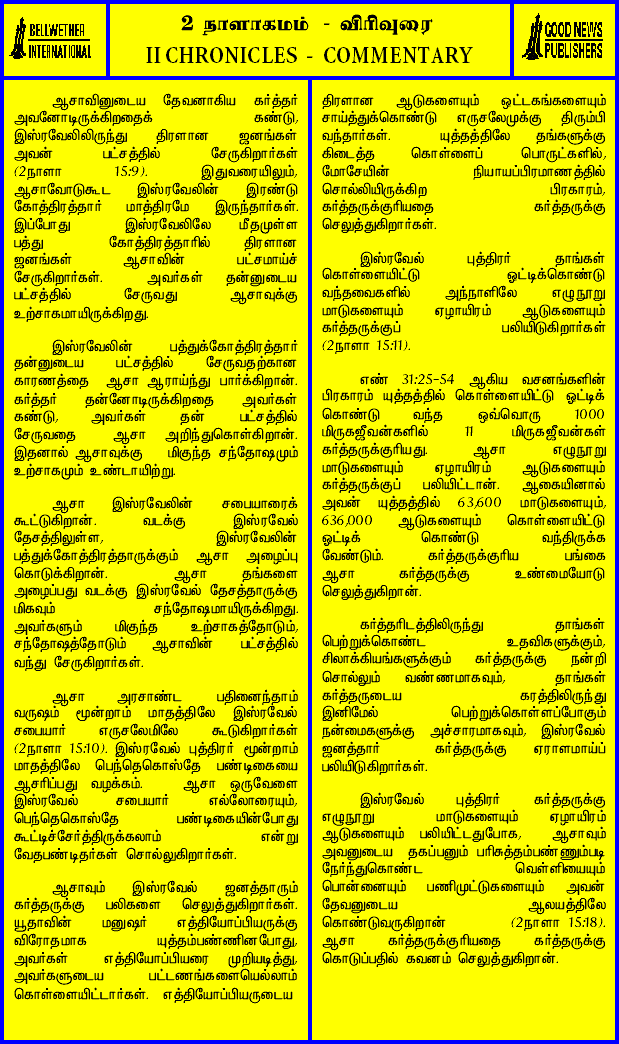 BELLWETHER
INTERNATIONAL
2 நாளாகமம் - விரிவுரை
II CHRONICLES - COMMENTARY
GOOD NEWS
PUBLISHERS
ஆசாவினுடைய தேவனாகிய கர்த்தர்
அவனோடிருக்கிறதைக் கண்டு,
இஸ்ரவேலிலிருந்து திரளான ஜனங்கள்
அவன் பட்சத்தில் சேருகிறார்கள்
(2நாளா 15:9). இதுவரையிலும்,
ஆசாவோடுகூட இஸ்ரவேலின் இரண்டு
கோத்திரத்தார் மாத்திரமே இருந்தார்கள்.
இப்போது இஸ்ரவேலிலே மீதமுள்ள
பத்து கோத்திரத்தாரில் திரளான
ஜனங்கள் ஆசாவின் பட்சமாய்ச்
சேருகிறார்கள். அவர்கள் தன்னுடைய
பட்சத்தில் சேருவது ஆசாவுக்கு
உற்சாகமாயிருக்கிறது.
இஸ்ரவேலின் பத்துக்கோத்திரத்தார்
தன்னுடைய பட்சத்தில் சேருவதற்கான
காரணத்தை ஆசா ஆராய்ந்து பார்க்கிறான்.
கர்த்தர் தன்னோடிருக்கிறதை அவர்கள்
கண்டு, அவர்கள் தன் பட்சத்தில்
சேருவதை ஆசா அறிந்துகொள்கிறான்.
இதனால் ஆசாவுக்கு மிகுந்த சந்தோஷமும்
உற்சாகமும் உண்டாயிற்று.
ஆசா இஸ்ரவேலின் சபையாரைக்
கூட்டுகிறான். வடக்கு இஸ்ரவேல்
தேசத்திலுள்ள, இஸ்ரவேலின்
பத்துக்கோத்திரத்தாருக்கும் ஆசா அழைப்பு
கொடுக்கிறான். ஆசா தங்களை
அழைப்பது வடக்கு இஸ்ரவேல் தேசத்தாருக்கு
மிகவும் சந்தோஷமாயிருக்கிறது.
அவர்களும் மிகுந்த உற்சாகத்தோடும்,
சந்தோஷத்தோடும் ஆசாவின் பட்சத்தில்
வந்து சேருகிறார்கள்.
ஆசா அரசாண்ட பதினைந்தாம்
வருஷம் மூன்றாம் மாதத்திலே இஸ்ரவேல்
சபையார் எருசலேமிலே கூடுகிறார்கள்
(2நாளா 15:10). இஸ்ரவேல் புத்திரர் மூன்றாம்
மாதத்திலே பெந்தெகொஸ்தே பண்டிகையை
ஆசரிப்பது வழக்கம். ஆசா ஒருவேளை
இஸ்ரவேல் சபையார் எல்லோரையும்,
பெந்தெகொஸ்தே பண்டிகையின்போது
கூட்டிச்சேர்த்திருக்கலாம் என்று
வேதபண்டிதர்கள் சொல்லுகிறார்கள்.
ஆசாவும் இஸ்ரவேல் ஜனத்தாரும்
கர்த்தருக்கு பலிகளை செலுத்துகிறார்கள்.
யூதாவின் மனுஷர் எத்தியோப்பியருக்கு
விரோதமாக யுத்தம்பண்ணினபோது,
அவர்கள் எத்தியோப்பியரை முறியடித்து,
அவர்களுடைய பட்டணங்களையெல்லாம்
கொள்ளையிட்டார்கள். எத்தியோப்பியருடைய
திரளான ஆடுகளையும் ஒட்டகங்களையும்
சாய்த்துக்கொண்டு எருசலேமுக்கு திரும்பி
வந்தார்கள். யுத்தத்திலே தங்களுக்கு
கிடைத்த கொள்ளைப் பொருட்களில்,
மோசேயின் நியாயப்பிரமாணத்தில்
சொல்லியிருக்கிற பிரகாரம்,
கர்த்தருக்குரியதை கர்த்தருக்கு
செலுத்துகிறார்கள்.
இஸ்ரவேல் புத்திரர் தாங்கள்
கொள்ளையிட்டு ஒட்டிக்கொண்டு
வந்தவைகளில் அந்நாளிலே எழுநூறு
மாடுகளையும் ஏழாயிரம் ஆடுகளையும்
கர்த்தருக்குப் பலியிடுகிறார்கள்
(2நாளா 15:11).
எண் 31:25-54 ஆகிய வசனங்களின்
பிரகாரம் யுத்தத்தில் கொள்ளையிட்டு ஓட்டிக்
கொண்டு வந்த ஒவ்வொரு 1000
மிருகஜீவன்களில் 11 மிருகஜீவன்கள்
கர்த்தருக்குரியது. ஆசா எழுநூறு
மாடுகளையும் ஏழாயிரம் ஆடுகளையும்
கர்த்தருக்குப் பலியிட்டான். ஆகையினால்
அவன் யுத்தத்தில் 63,600 மாடுகளையும்,
636,000 ஆடுகளையும் கொள்ளையிட்டு
ஓட்டிக் கொண்டு வந்திருக்க
வேண்டும். கர்த்தருக்குரிய பங்கை
ஆசா கர்த்தருக்கு உண்மையோடு
செலுத்துகிறான்.
கர்த்தரிடத்திலிருந்து தாங்கள்
பெற்றுக்கொண்ட உதவிகளுக்கும்,
சிலாக்கியங்களுக்கும் கர்த்தருக்கு நன்றி
சொல்லும் வண்ணமாகவும், தாங்கள்
கர்த்தருடைய கரத்திலிருந்து
இனிமேல் பெற்றுக்கொள்ளப்போகும்
நன்மைகளுக்கு அச்சாரமாகவும், இஸ்ரவேல்
ஜனத்தார் கர்த்தருக்கு ஏராளமாய்ப்
பலியிடுகிறார்கள்.
இஸ்ரவேல் புத்திரர் கர்த்தருக்கு
எழுநூறு மாடுகளையும் ஏழாயிரம்
ஆடுகளையும் பலியிட்டதுபோக, ஆசாவும்
அவனுடைய தகப்பனும் பரிசுத்தம்பண்ணும்படி
நேர்ந்துகொண்ட வெள்ளியையும்
பொன்னையும் பணிமுட்டுகளையும் அவன்
தேவனுடைய ஆலயத்திலே
கொண்டுவருகிறான் (2நாளா 15:18).
ஆசா கர்த்தருக்குரியதை கர்த்தருக்கு
கொடுப்பதில் கவனம் செலுத்துகிறான்.